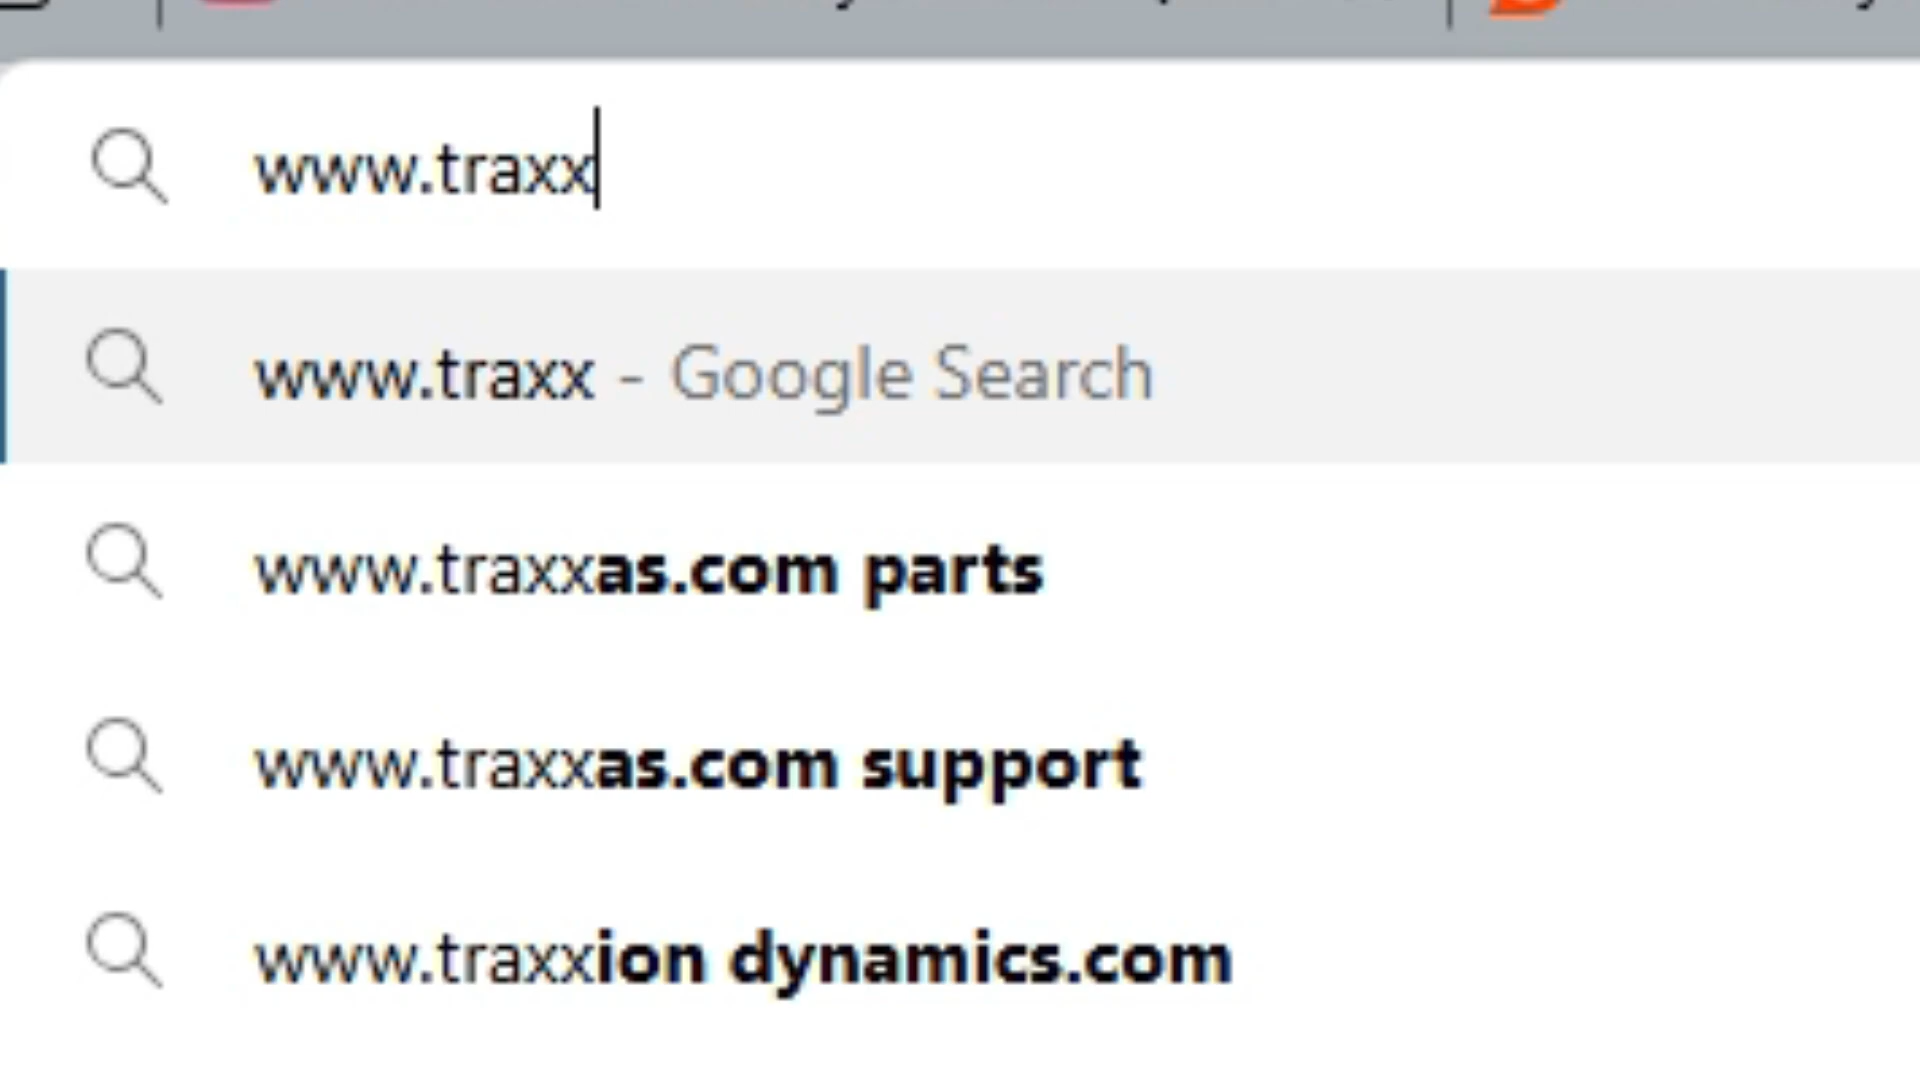 www.traxx
www.traxx - Google Search
www.traxxas.com parts
www.traxxas.com support
www.traxxion dynamics.com